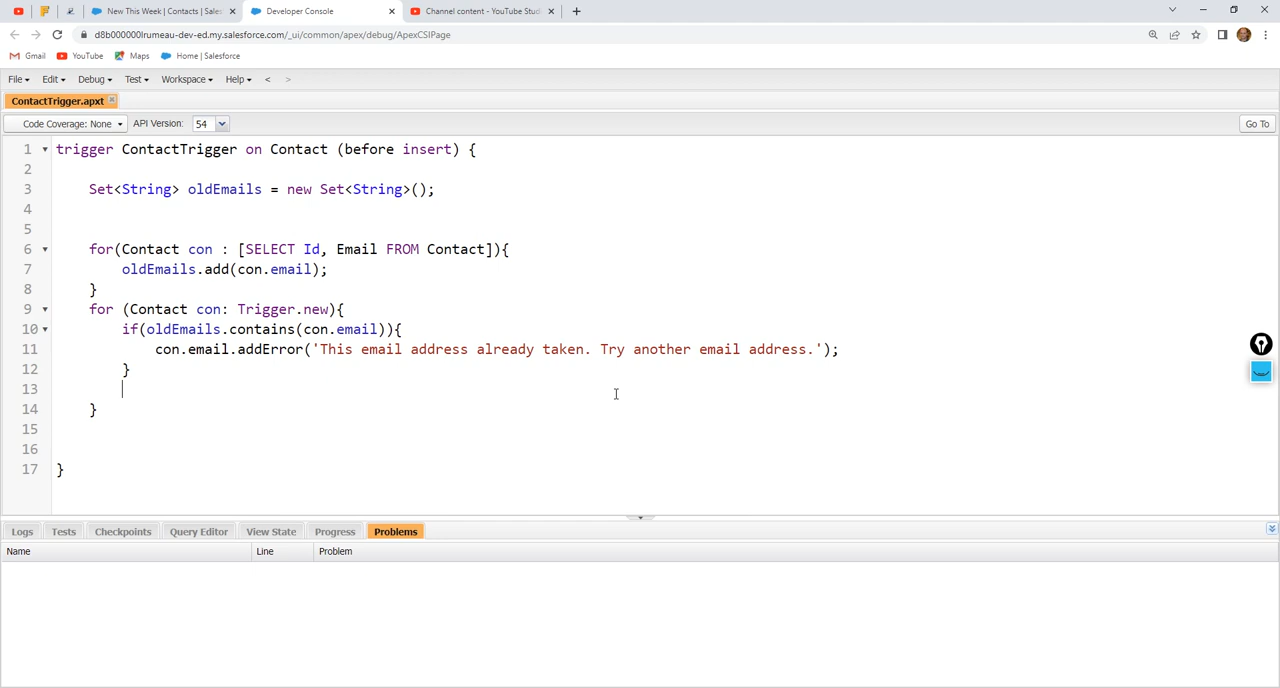 New This Week | Contacts | Sales
Developer Console
Channel content - YouTube Studi
d8b000000lrumeau-dev-ed.my.salesforce.com/_ui/common/apex/debug/ApexCSIPage
Gmail YouTube Maps Home | Salesforce
File Edit Debug Test Workspace Help < >
ContactTrigger.apxt
Code Coverage: None API Version: 54 Go To
1 trigger ContactTrigger on Contact (before insert) {
2
3 Set<String> oldEmails = new Set<String>();
4
5
6 for(Contact con : [SELECT Id, Email FROM Contact]){
7 oldEmails.add(con.email);
8 }
9 for (Contact con: Trigger.new){
10 if(oldEmails.contains(con.email)){
11 con.email.addError('This email address already taken. Try another email address.');
12 }
13
14 }
15
16
17 }
Logs Tests Checkpoints Query Editor View State Progress Problems
Name Line Problem